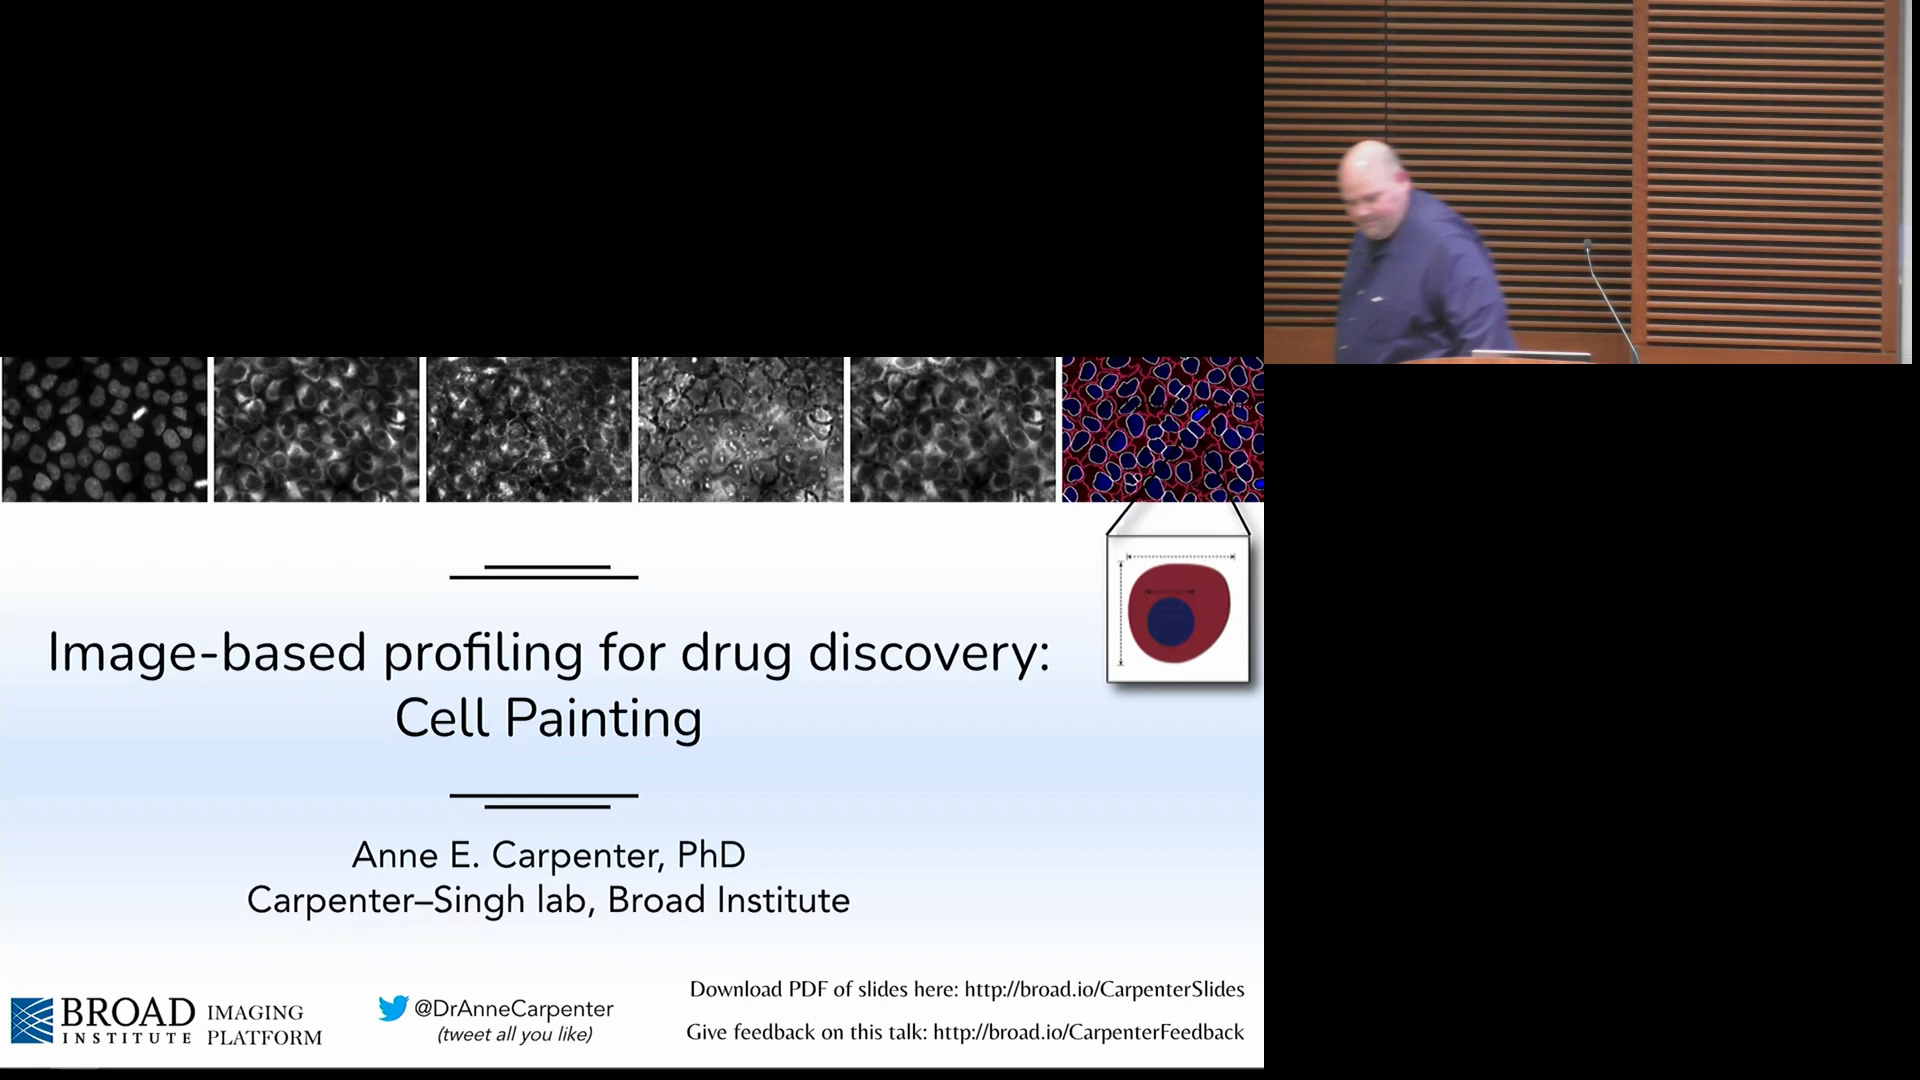 Image-based profiling for drug discovery:
Cell Painting
Anne E. Carpenter, PhD
Carpenter–Singh lab, Broad Institute
BROAD
INSTITUTE
IMAGING
PLATFORM
@DrAnneCarpenter
(tweet all you like)
Download PDF of slides here: http://broad.io/CarpenterSlides
Give feedback on this talk: http://broad.io/CarpenterFeedback